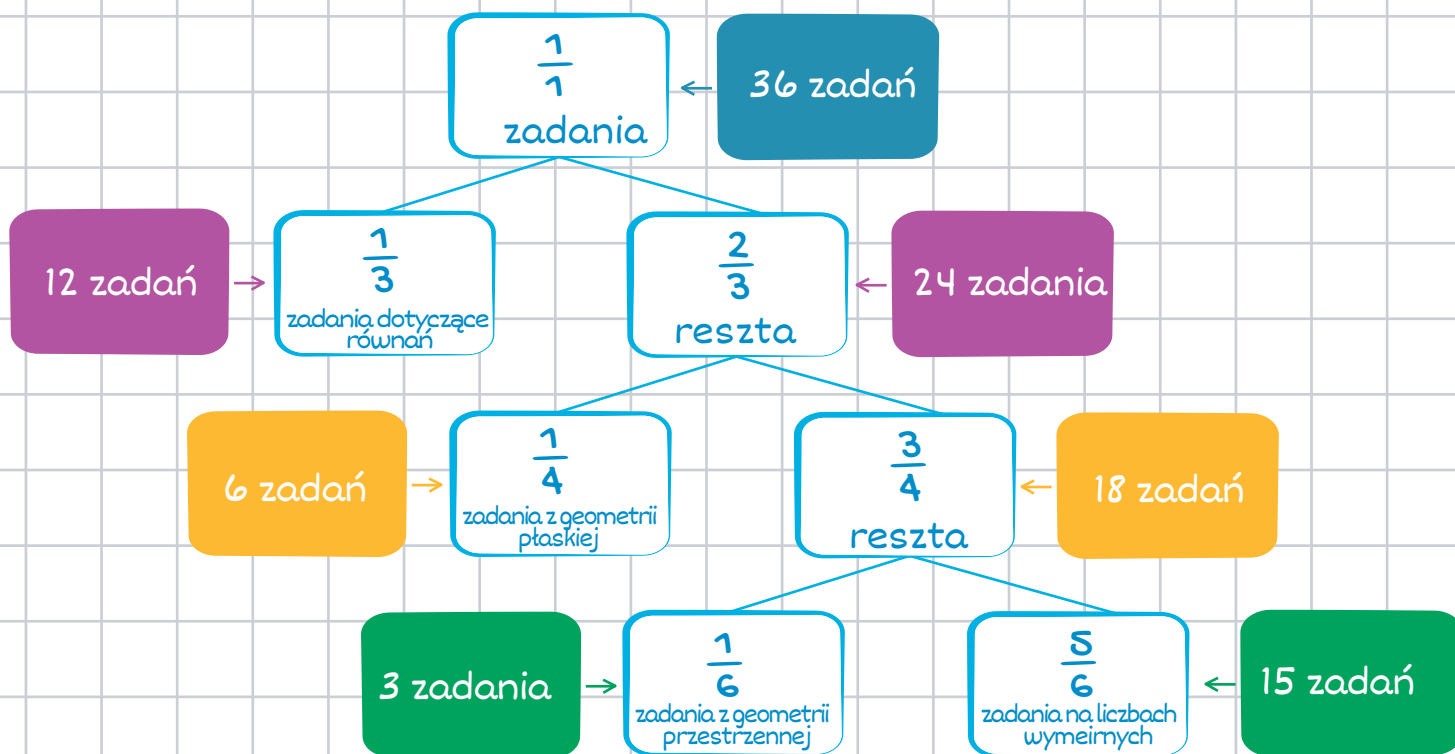 1
1
zadania
36 zadań
12 zadań
1
3
zadania dotyczące
równań
2
3
reszta
24 zadania
6 zadań
1
4
zadania z geometrii
płaskiej
3
4
reszta
18 zadań
3 zadania
1
6
zadania z geometrii
przestrzennej
5
6
zadania na liczbach
wymeirnych
15 zadań